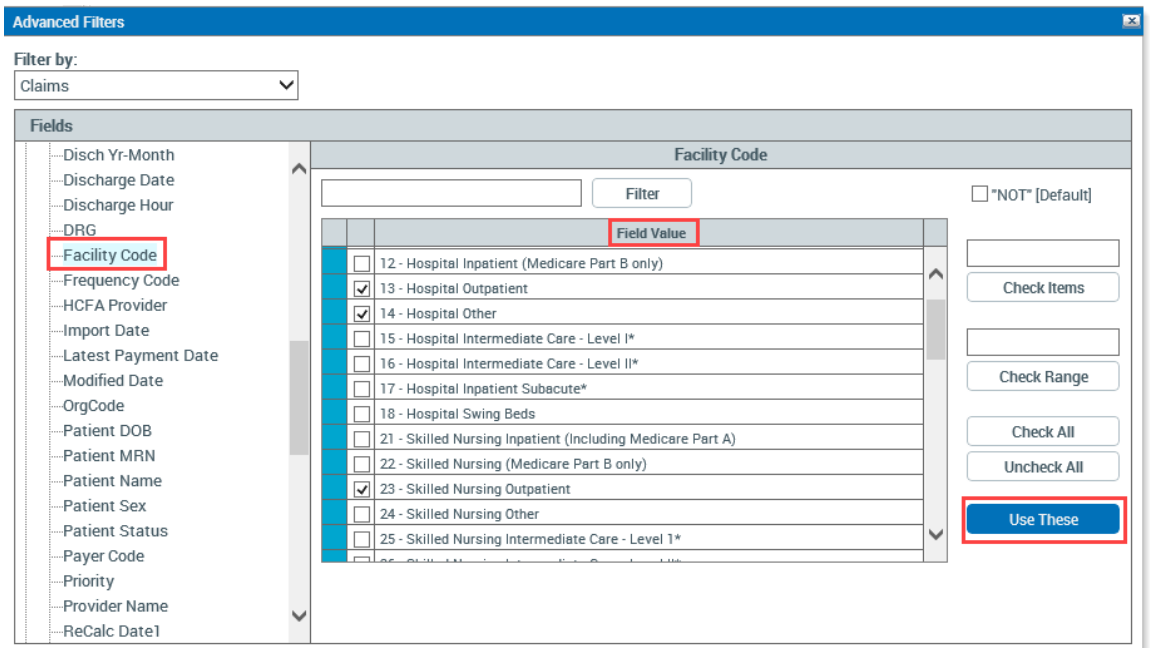 Advanced Filters
Filter by:
Claims
Fields
Disch Yr-Month
Discharge Date
Discharge Hour
DRG
Facility Code
Frequency Code
HCFA Provider
Import Date
Latest Payment Date
Modified Date
OrgCode
Patient DOB
Patient MRN
Patient Name
Patient Sex
Patient Status
Payer Code
Priority
Provider Name
ReCalc Date1
Facility Code
Filter
"NOT" [Default]
Field Value
12 - Hospital Inpatient (Medicare Part B only)
13 - Hospital Outpatient
14 - Hospital Other
15 - Hospital Intermediate Care - Level I*
16 - Hospital Intermediate Care - Level II*
17 - Hospital Inpatient Subacute*
18 - Hospital Swing Beds
21 - Skilled Nursing Inpatient (Including Medicare Part A)
22 - Skilled Nursing (Medicare Part B only)
23 - Skilled Nursing Outpatient
24 - Skilled Nursing Other
25 - Skilled Nursing Intermediate Care - Level 1*
Check Items
Check Range
Check All
Uncheck All
Use These